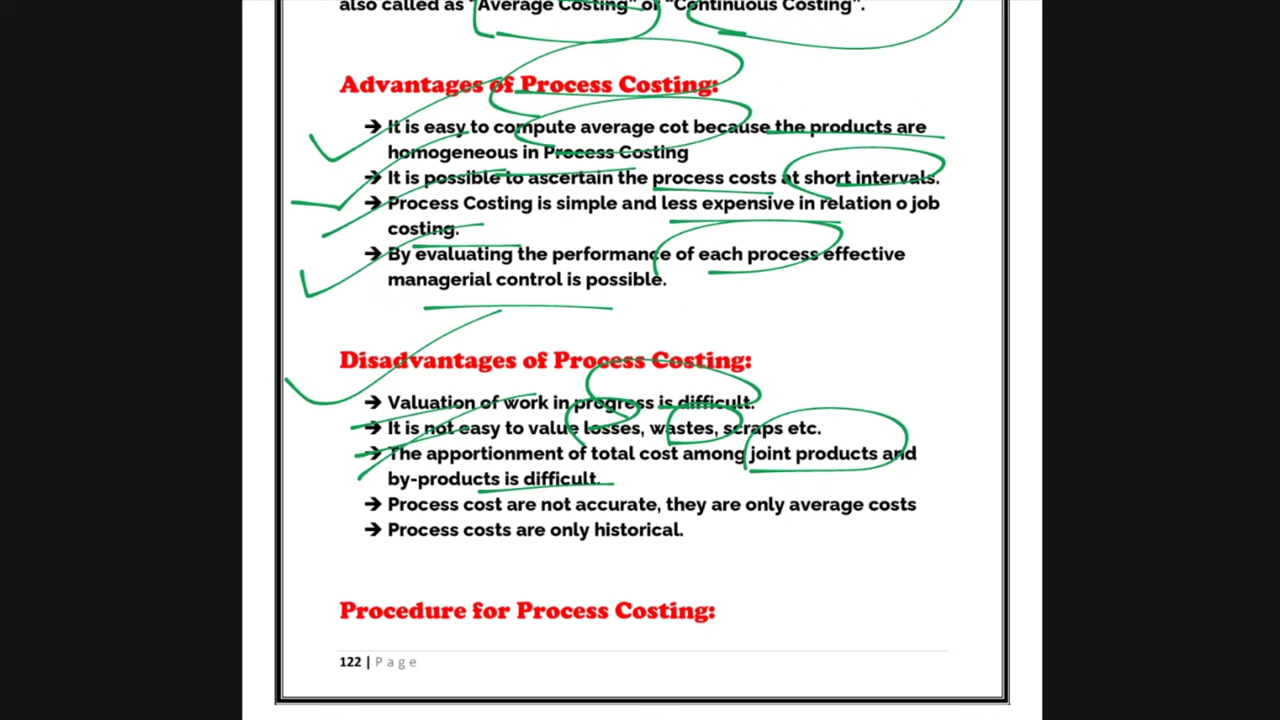 also called as "Average Costing" or "Continuous Costing".
Advantages of Process Costing:
→ It is easy to compute average cot because the products are
homogeneous in Process Costing
→ It is possible to ascertain the process costs at short intervals.
→ Process Costing is simple and less expensive in relation o job
costing.
→ By evaluating the performance of each process effective
managerial control is possible.
Disadvantages of Process Costing:
→ Valuation of work in progress is difficult.
→ It is not easy to value losses, wastes, scraps etc.
→ The apportionment of total cost among joint products and
by-products is difficult.
→ Process cost are not accurate, they are only average costs
→ Process costs are only historical.
Procedure for Process Costing:
122 | Page